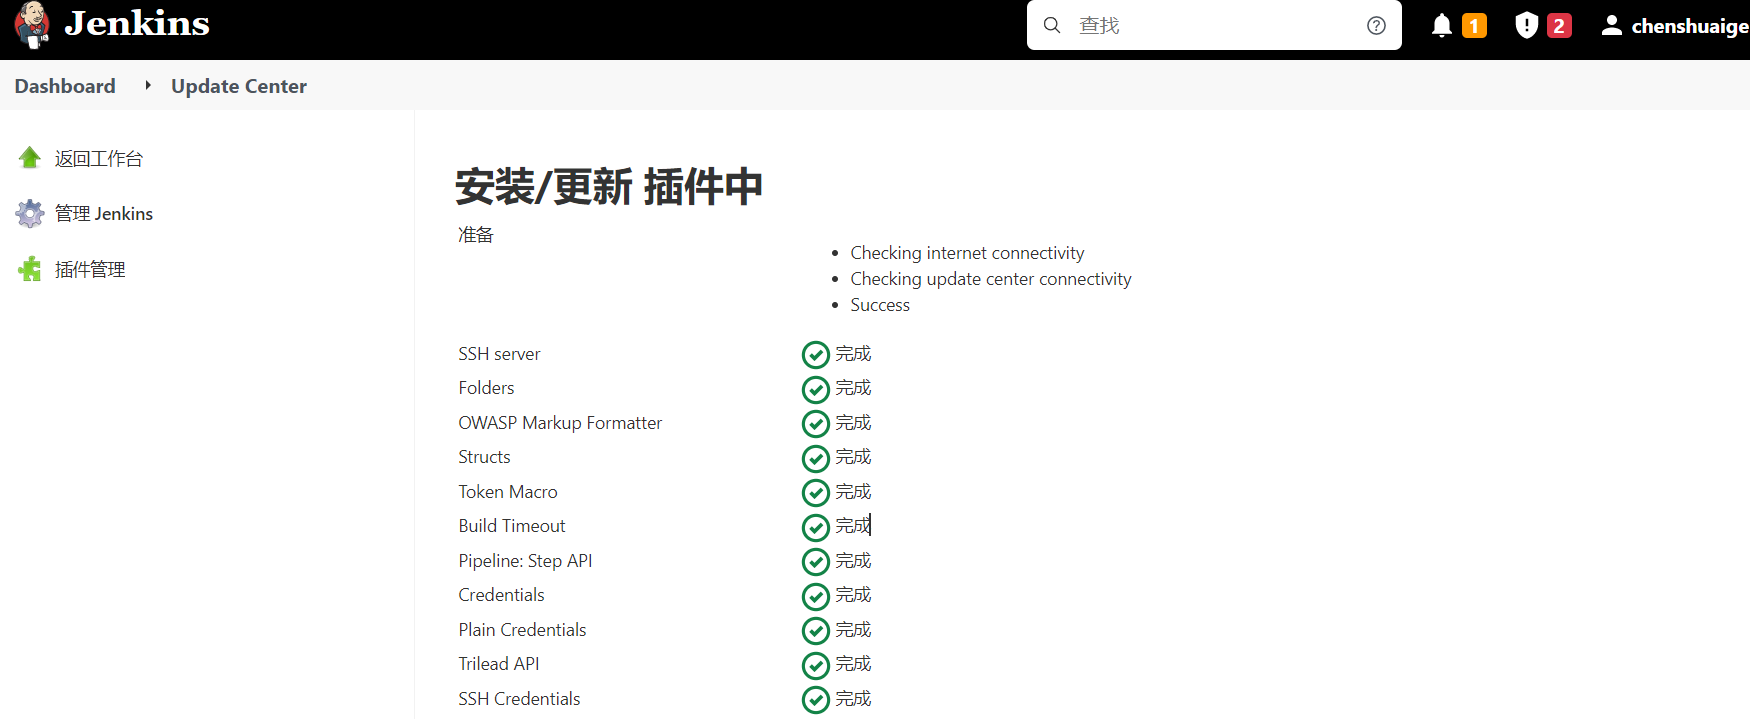 Jenkins
查找
1
2
chenshuaige
Dashboard
Update Center
返回工作台
管理 Jenkins
插件管理
安装/更新 插件中
准备
Checking internet connectivity
Checking update center connectivity
Success
SSH server 完成
Folders 完成
OWASP Markup Formatter 完成
Structs 完成
Token Macro 完成
Build Timeout 完成
Pipeline: Step API 完成
Credentials 完成
Plain Credentials 完成
Trilead API 完成
SSH Credentials 完成